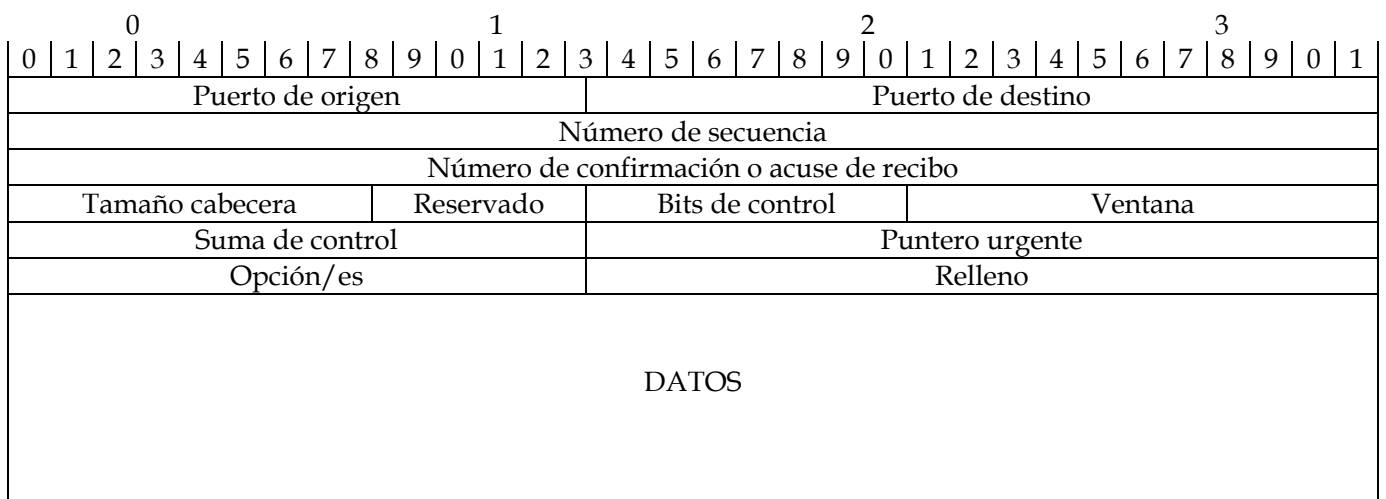 0 1 2 3
0 1 2 3 4 5 6 7 8 9 0 1 2 3 4 5 6 7 8 9 0 1 2 3 4 5 6 7 8 9 0 1
Puerto de origen Puerto de destino
Número de secuencia
Número de confirmación o acuse de recibo
Tamaño cabecera Reservado Bits de control Ventana
Suma de control Puntero urgente
Opción/es Relleno
DATOS